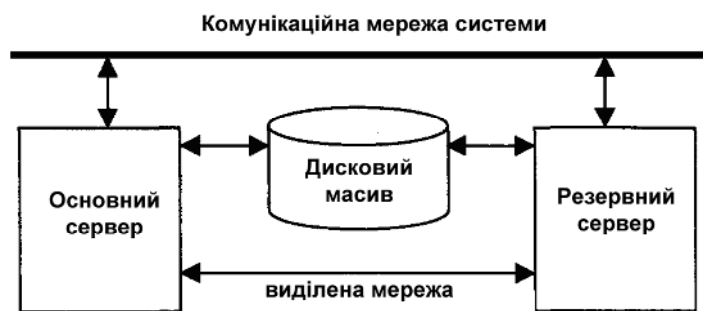 Комунікаційна мережа системи
Основний
сервер
Дисковий
масив
Резервний
сервер
виділена мережа